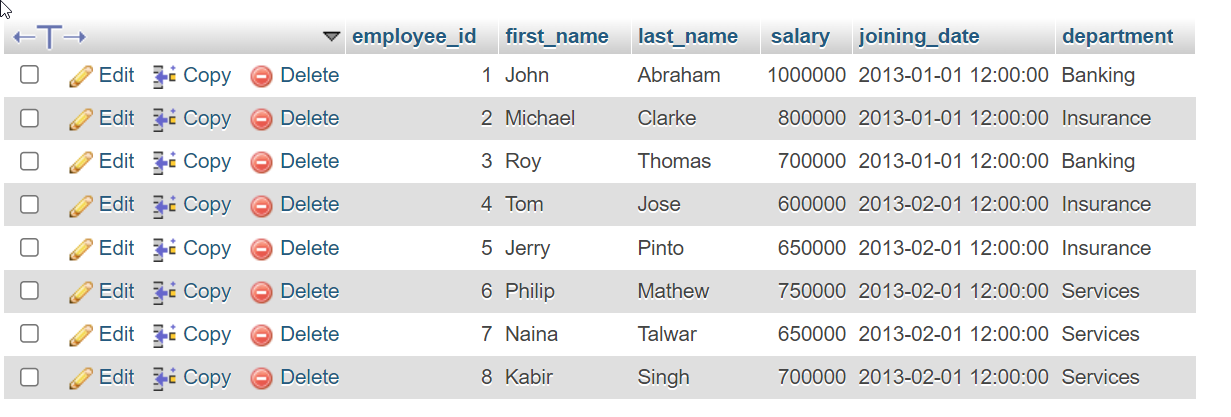 employee_id first_name last_name salary joining_date department
Edit Copy Delete 1 John Abraham 1000000 2013-01-01 12:00:00 Banking
Edit Copy Delete 2 Michael Clarke 800000 2013-01-01 12:00:00 Insurance
Edit Copy Delete 3 Roy Thomas 700000 2013-01-01 12:00:00 Banking
Edit Copy Delete 4 Tom Jose 600000 2013-02-01 12:00:00 Insurance
Edit Copy Delete 5 Jerry Pinto 650000 2013-02-01 12:00:00 Insurance
Edit Copy Delete 6 Philip Mathew 750000 2013-02-01 12:00:00 Services
Edit Copy Delete 7 Naina Talwar 650000 2013-02-01 12:00:00 Services
Edit Copy Delete 8 Kabir Singh 700000 2013-02-01 12:00:00 Services